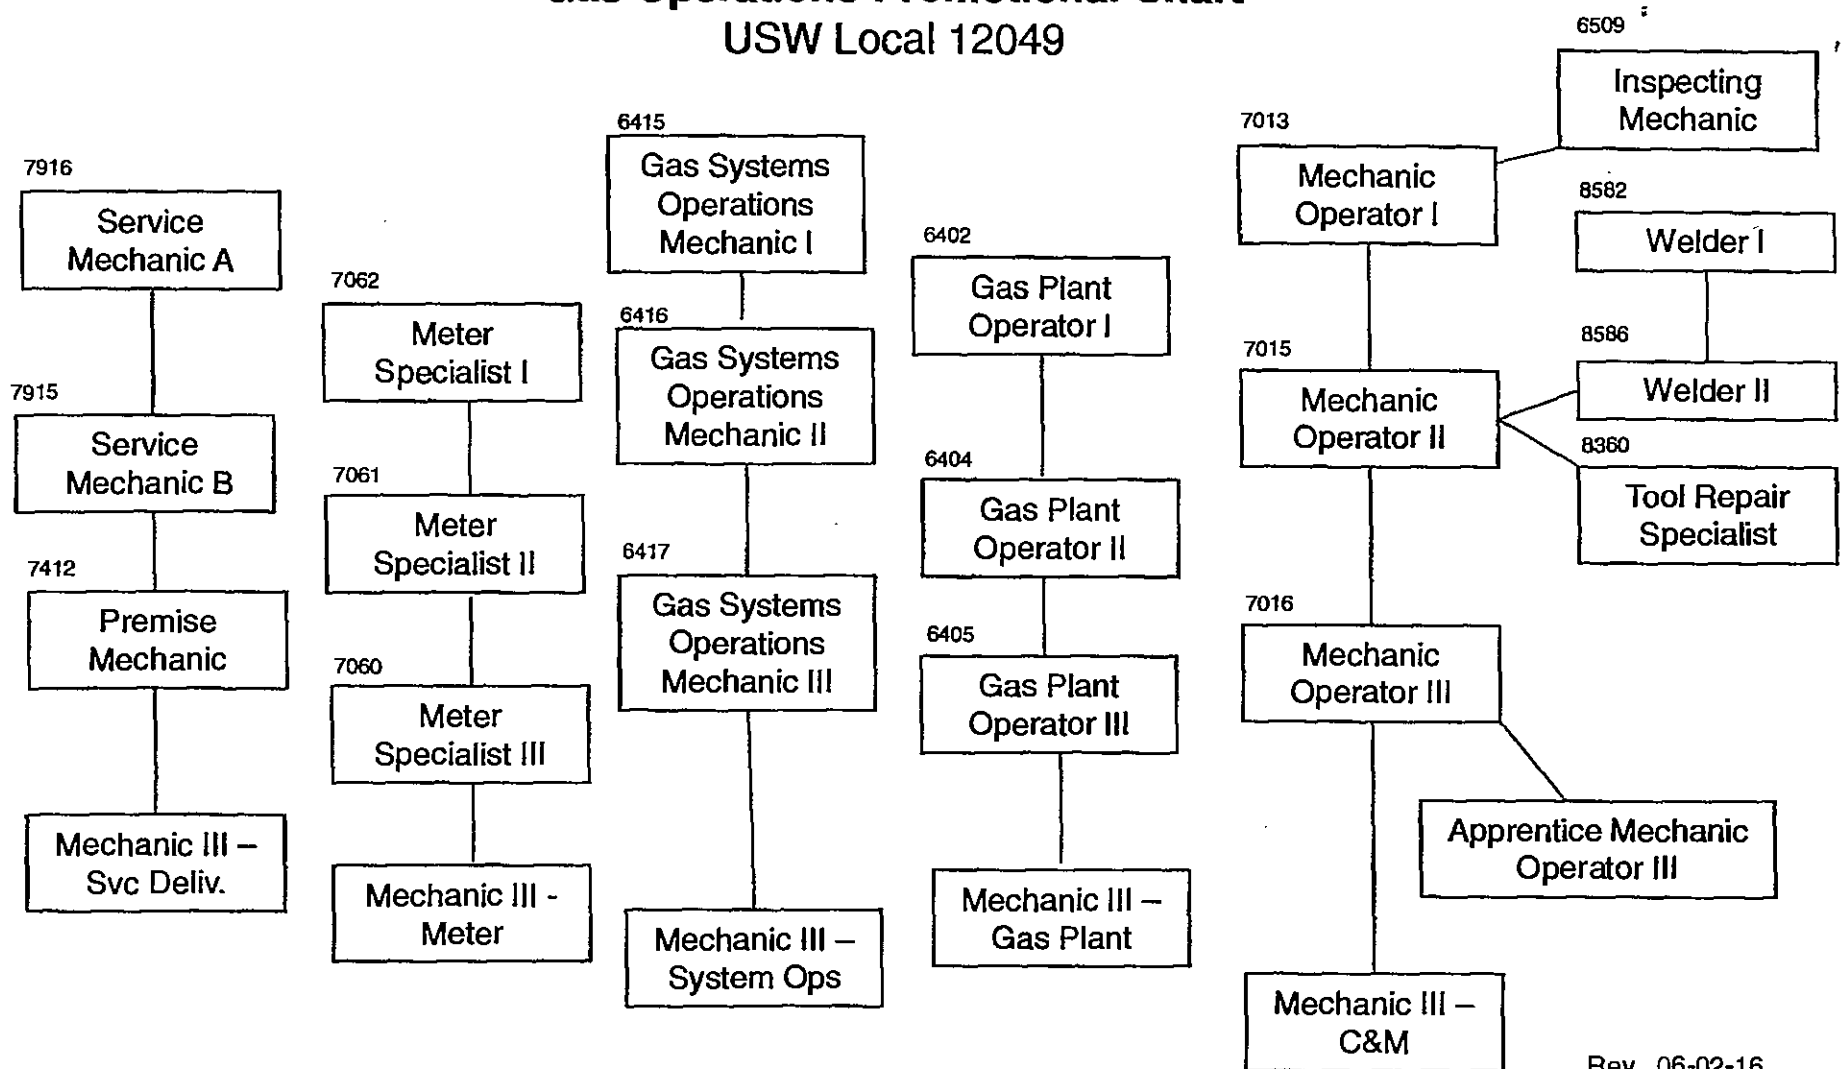 USW Local 12049
7916
Service
Mechanic A
7915
Service
Mechanic B
7412
Premise
Mechanic
Mechanic III –
Svc Deliv.
7062
Meter
Specialist I
7061
Meter
Specialist II
7060
Meter
Specialist III
Mechanic III -
Meter
6415
Gas Systems
Operations
Mechanic I
6416
Gas Systems
Operations
Mechanic II
6417
Gas Systems
Operations
Mechanic III
Mechanic III –
System Ops
6402
Gas Plant
Operator I
6404
Gas Plant
Operator II
6405
Gas Plant
Operator III
Mechanic III –
Gas Plant
7013
Mechanic
Operator I
7015
Mechanic
Operator II
7016
Mechanic
Operator III
Mechanic III –
C&M
6509
Inspecting
Mechanic
8582
Welder I
8586
Welder II
8360
Tool Repair
Specialist
Apprentice Mechanic
Operator III
Rev. 06-02-16